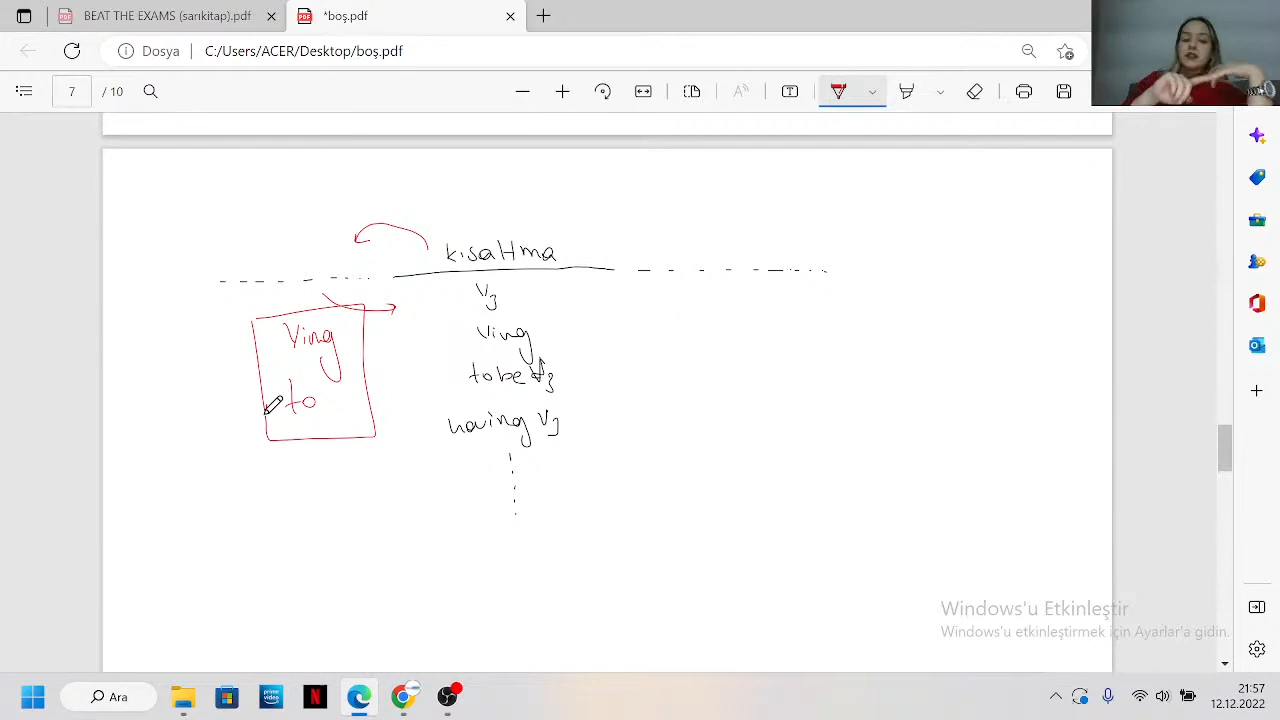 BEAT THE EXAMS (sarıkitap).pdf
*boş.pdf
Dosya
C:/Users/ACER/Desktop/boş.pdf
7 / 10
kısaltma
V3
Ving
Ving
to be V3
to
having V3
Windows'u Etkinleştir
Windows'u etkinleştirmek için Ayarlar'a gidin.
Ara
prime video
N
21:57
12.12.2022